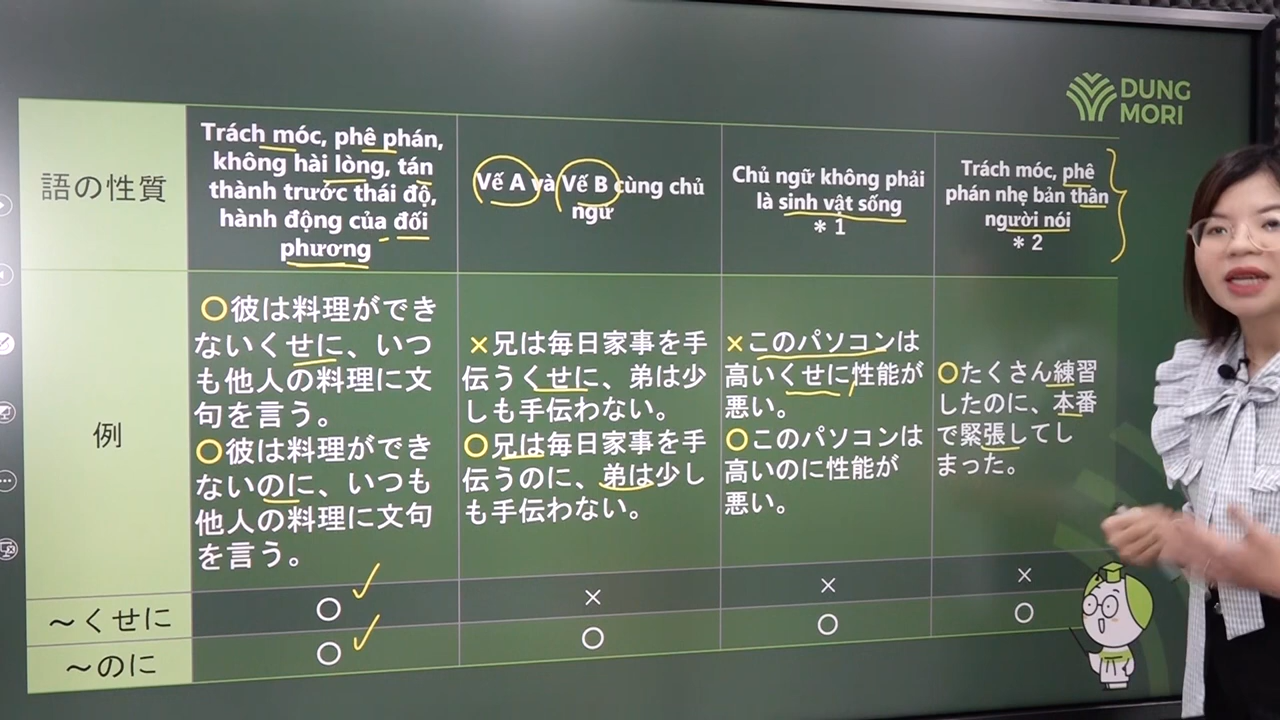 DUNG
MORI
語の性質
Trách móc, phê phán,
không hài lòng, tán
thành trước thái độ,
hành động của đối
phương
Vế A và Vế B cùng chủ
ngữ
Chủ ngữ không phải
là sinh vật sống
* 1
Trách móc, phê
phán nhẹ bản thân
người nói
* 2
例
○彼は料理ができ
ないくせに、いつ
も他人の料理に文
句を言う。
○彼は料理ができ
ないのに、いつも
他人の料理に文句
を言う。
×兄は毎日家事を手
伝うくせに、弟は少
しも手伝わない。
○兄は毎日家事を手
伝うのに、弟は少し
も手伝わない。
×このパソコンは
高いくせに性能が
悪い。
○このパソコンは
高いのに性能が
悪い。
○たくさん練習
したのに、本番
で緊張してし
まった。
~くせに
○
×
×
×
~のに
○
○
○
○